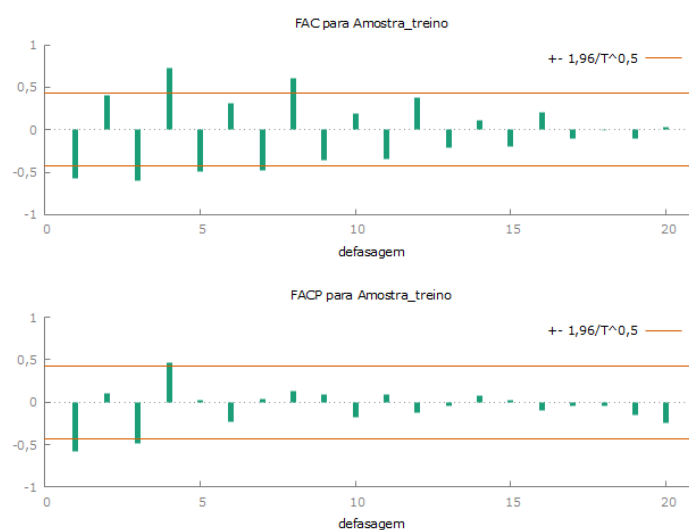 FAC para Amostra_treino
1
+- 1,96/T^0,5
0,5
0
-0,5
-1
0 5 10 15 20
defasagem
FACP para Amostra_treino
1
+- 1,96/T^0,5
0,5
0
-0,5
-1
0 5 10 15 20
defasagem